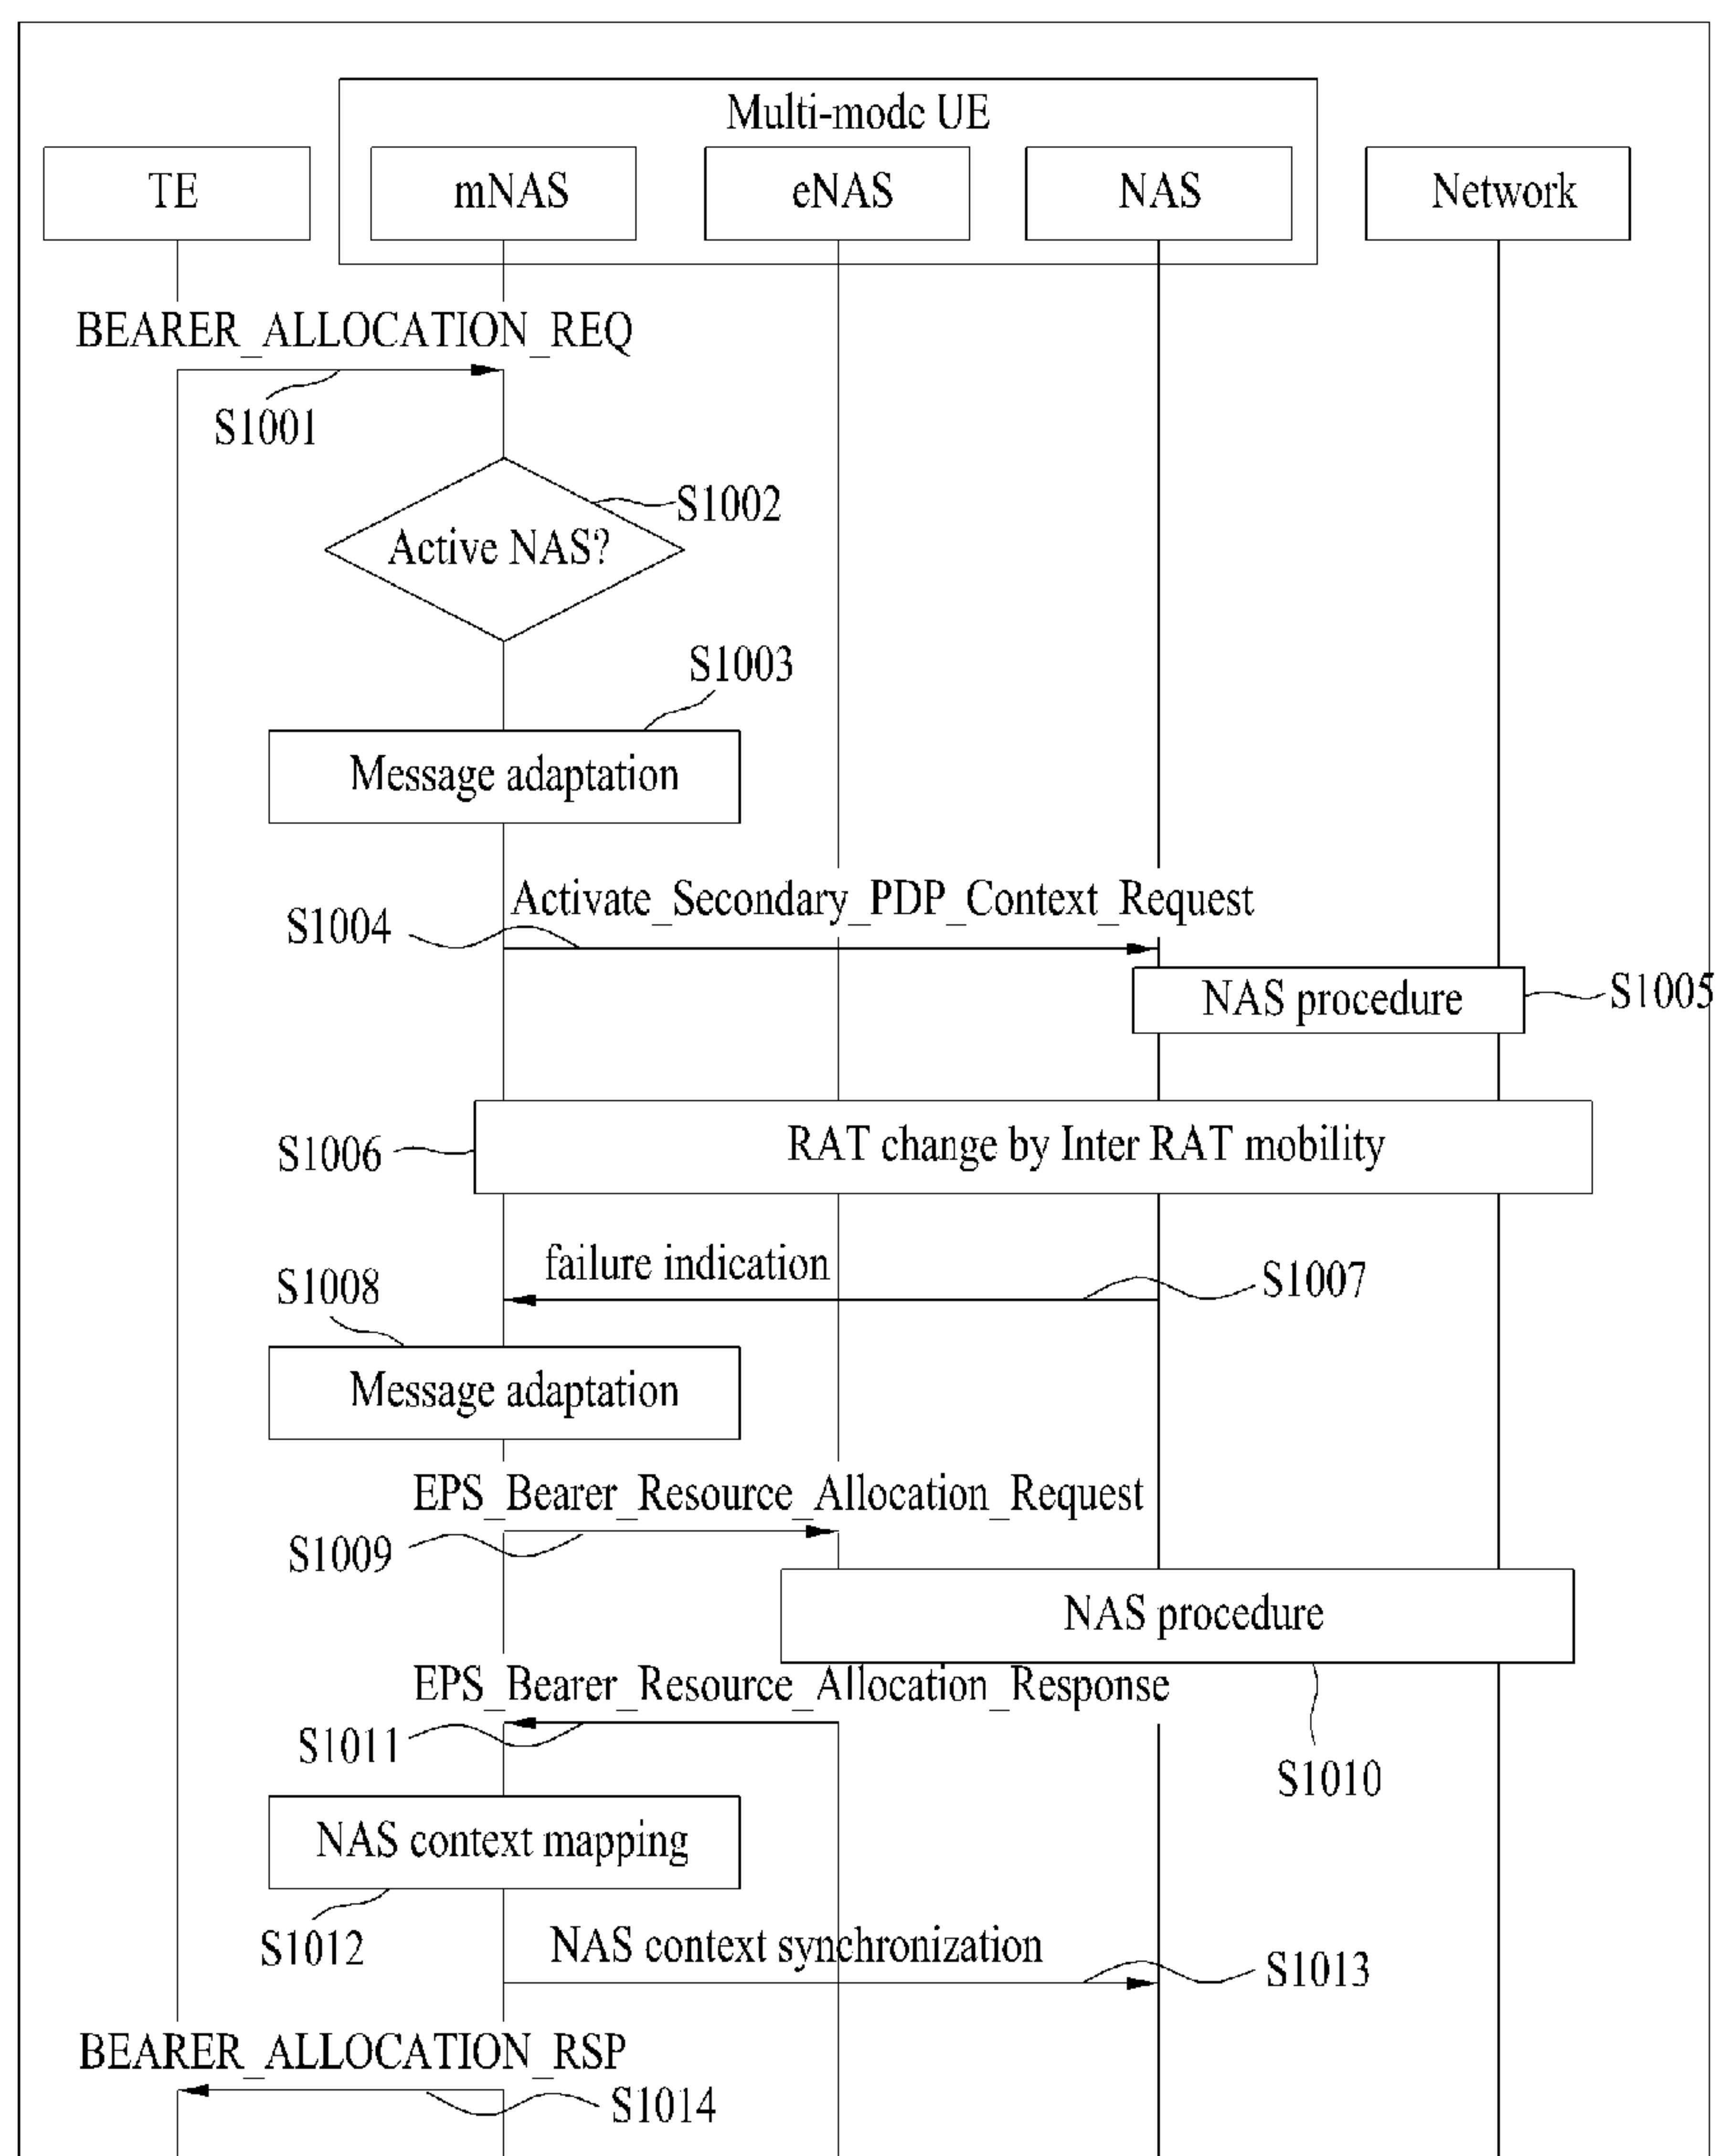 Multi-mode UE
TE
mNAS
eNAS
NAS
Network
BEARER_ALLOCATION_REQ
S1001
S1002
Active NAS?
S1003
Message adaptation
Activate_Secondary_PDP_Context_Request
S1004
NAS procedure
S1005
RAT change by Inter RAT mobility
S1006
failure indication
S1007
S1008
Message adaptation
EPS_Bearer_Resource_Allocation_Request
S1009
NAS procedure
EPS_Bearer_Resource_Allocation_Response
S1011
S1010
NAS context mapping
S1012
NAS context synchronization
S1013
BEARER_ALLOCATION_RSP
S1014